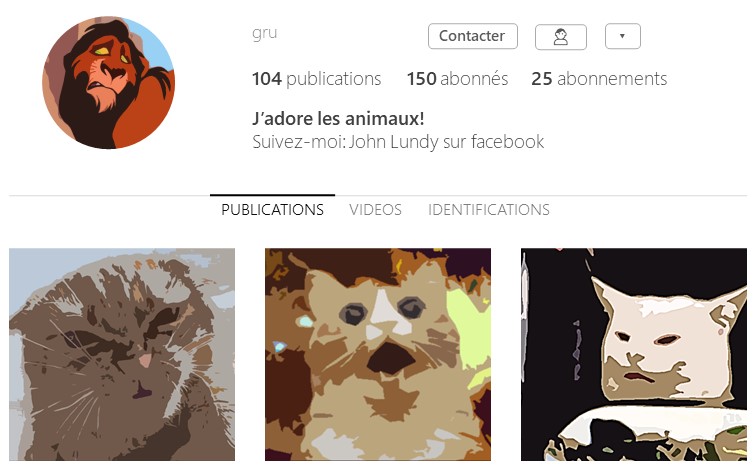 gru
Contacter
104 publications 150 abonnés 25 abonnements
J'adore les animaux!
Suivez-moi: John Lundy sur facebook
PUBLICATIONS VIDEOS IDENTIFICATIONS